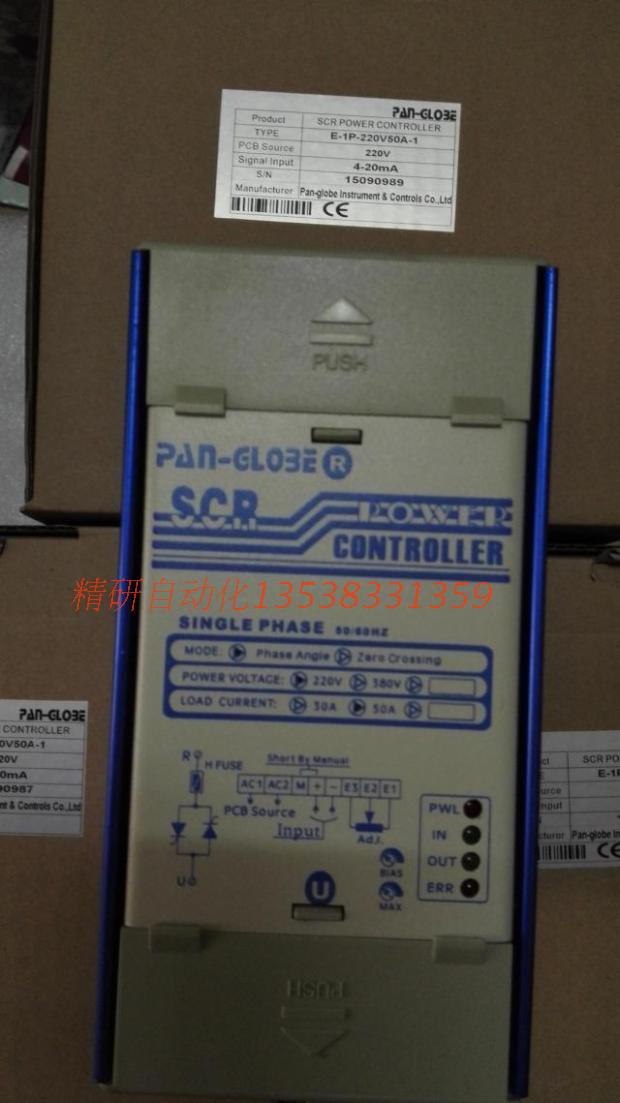 PAN-GLOBE
Product SCR POWER CONTROLLER
TYPE E-1P-220V50A-1
PCB Source 220V
Signal Input 4-20mA
S/N 15090989
Manufacturer Pan-globe Instrument & Controls Co.,Ltd
CE
PUSH
PAN-GLOBE R
SCR POWER
CONTROLLER
精研自动化13538331359
SINGLE PHASE 50/60HZ
MODE: Phase Angle Zero Crossing
POWER VOLTAGE: 220V 380V
LOAD CURRENT: 30A 50A
R H FUSE
Short By Manual
AC1 AC2 M + - E3 E2 E1
PCB Source
Input
Adj.
U
BIAS
MAX
PWL
IN
OUT
ERR
U
PUSH
PAN-GLOBE
CONTROLLER
0V50A-1
20V
0mA
90987
ment & Controls Co.,Ltd
SCR PO
E-1P
Pan-globe Ins
CE